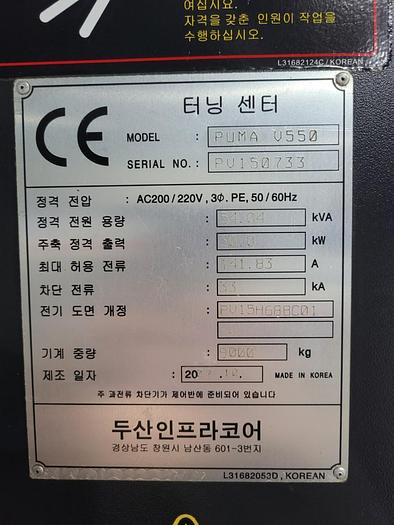 여십시오.
자격을 갖춘 인원이 작업을
수행하십시오.
L31682124C / KOREAN
CE
터닝 센터
MODEL : PUMA V550
SERIAL NO. : PV150733
정격 전압 : AC200 / 220V, 3Φ. PE, 50 / 60Hz
정격 전원 용량 : 54.04 kVA
주축 정격 출력 : kW
최대 허용 전류 : 141.83 A
차단 전류 : kA
전기 도면 개정 : PV15H68BC01
기계 중량 : kg
제조 일자 : 20 MADE IN KOREA
주 과전류 차단기가 제어반에 준비되어 있습니다
두산인프라코어
경상남도 창원시 남산동 601-3번지
L31682053D , KOREAN